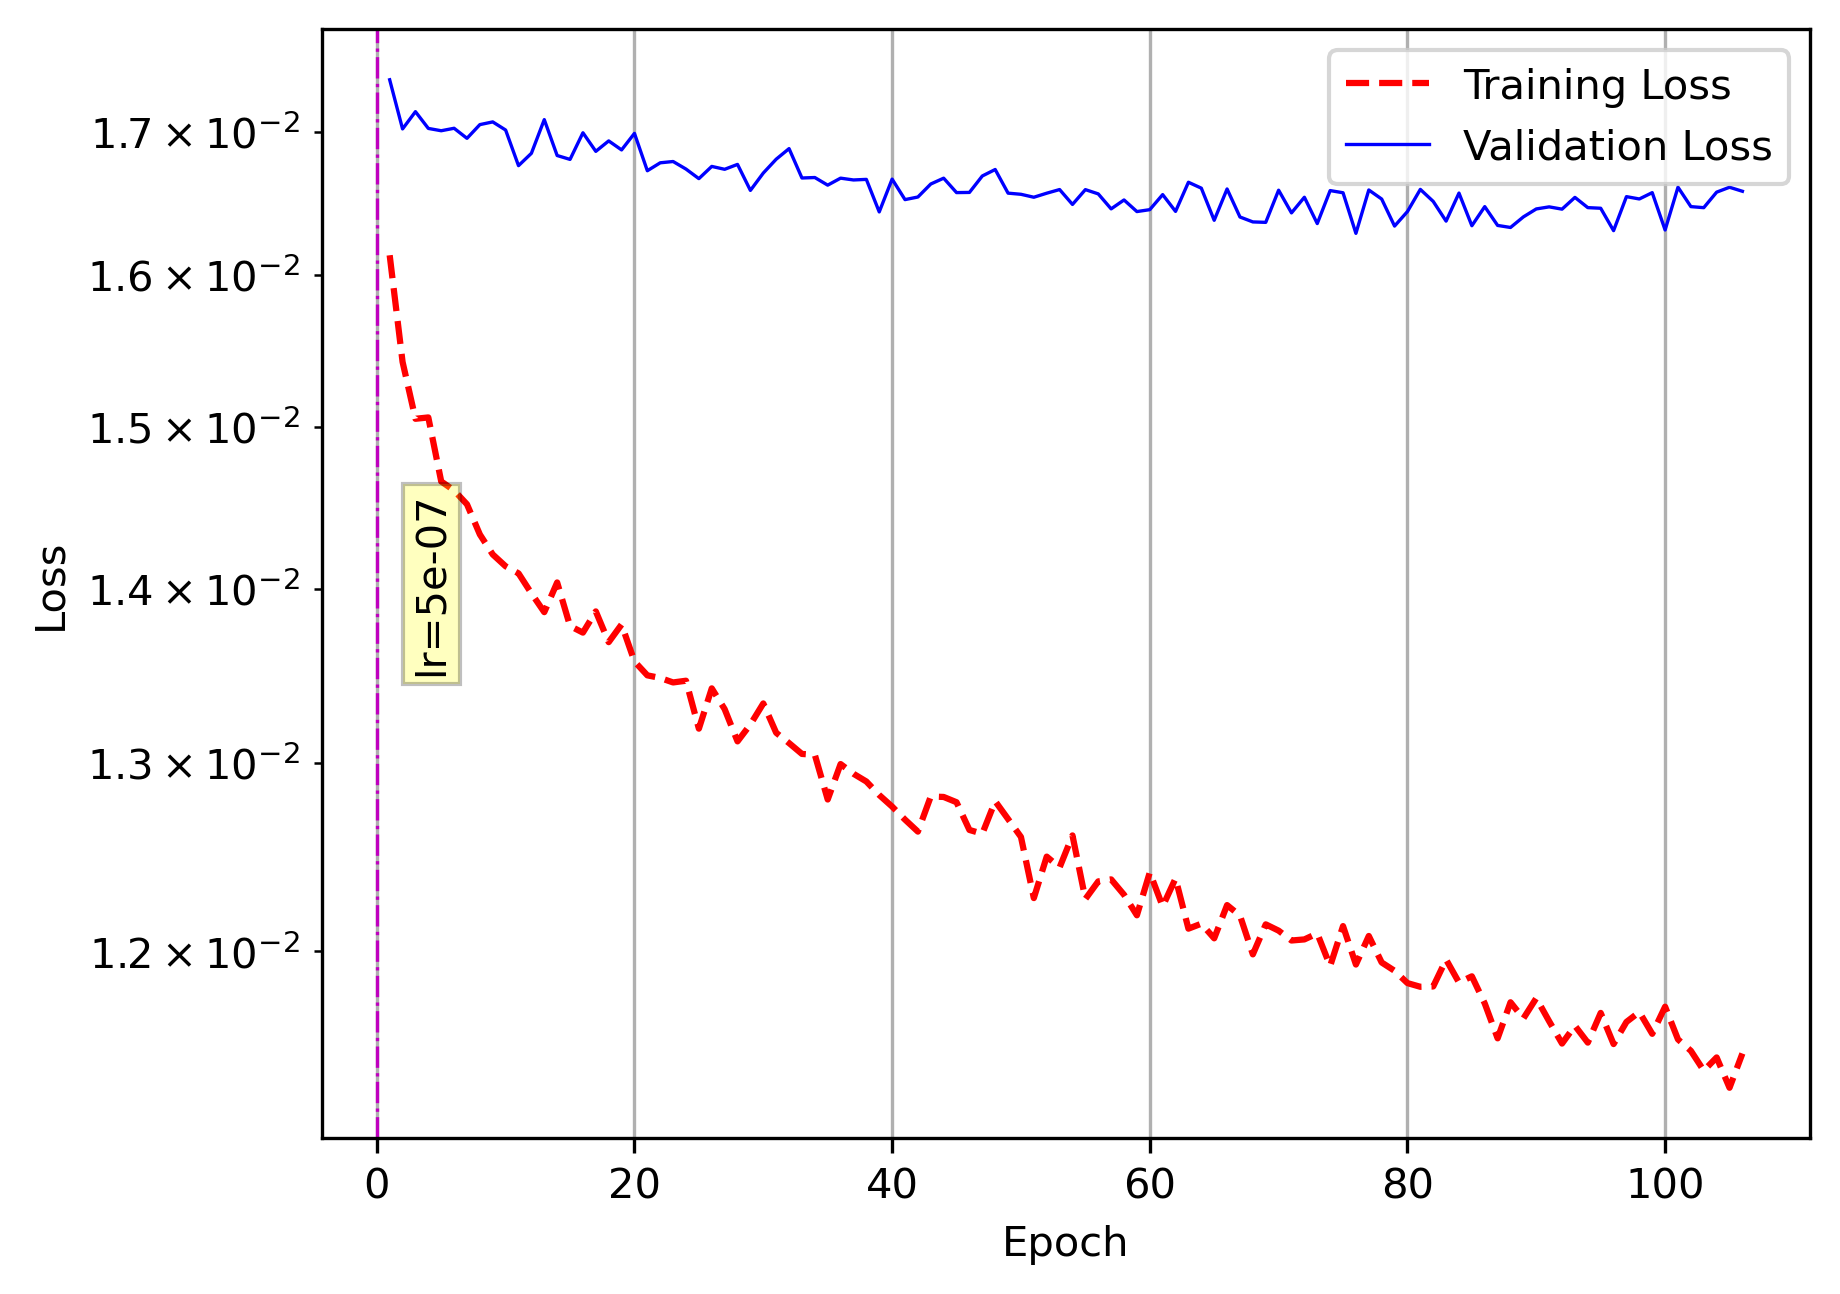 Training Loss
Validation Loss
1.7 × 10⁻²
1.6 × 10⁻²
1.5 × 10⁻²
1.4 × 10⁻²
1.3 × 10⁻²
1.2 × 10⁻²
Loss
lr=5e-07
0 20 40 60 80 100
Epoch